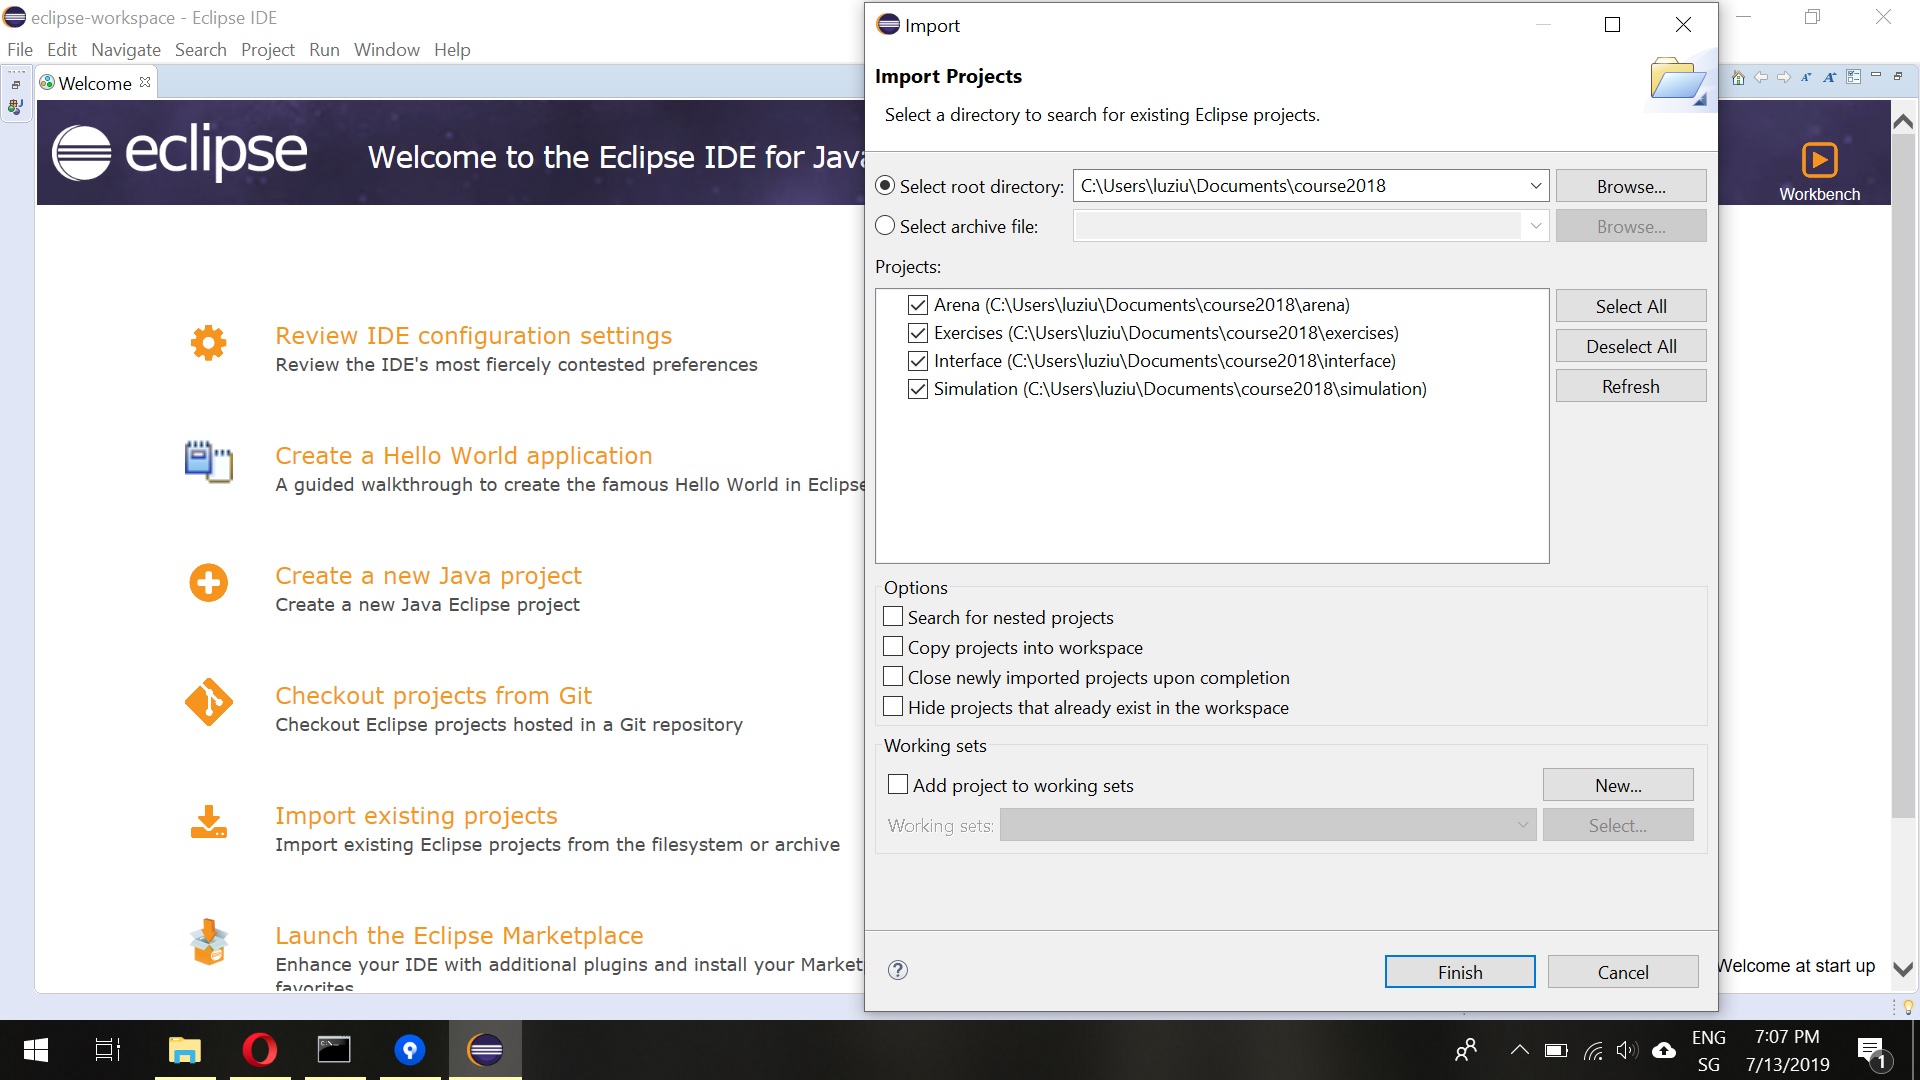 eclipse-workspace - Eclipse IDE
File Edit Navigate Search Project Run Window Help
Welcome
eclipse
Welcome to the Eclipse IDE for Java
Workbench
Review IDE configuration settings
Review the IDE's most fiercely contested preferences
Create a Hello World application
A guided walkthrough to create the famous Hello World in Eclipse
Create a new Java project
Create a new Java Eclipse project
Checkout projects from Git
Checkout Eclipse projects hosted in a Git repository
Import existing projects
Import existing Eclipse projects from the filesystem or archive
Launch the Eclipse Marketplace
Enhance your IDE with additional plugins and install your Market
favorites
Welcome at start up
Import
Import Projects
Select a directory to search for existing Eclipse projects.
Select root directory: C:\Users\luziu\Documents\course2018 Browse...
Select archive file: Browse...
Projects:
Arena (C:\Users\luziu\Documents\course2018\arena)
Exercises (C:\Users\luziu\Documents\course2018\exercises)
Interface (C:\Users\luziu\Documents\course2018\interface)
Simulation (C:\Users\luziu\Documents\course2018\simulation)
Select All
Deselect All
Refresh
Options
Search for nested projects
Copy projects into workspace
Close newly imported projects upon completion
Hide projects that already exist in the workspace
Working sets
Add project to working sets New...
Working sets: Select...
Finish Cancel
ENG
SG
7:07 PM
7/13/2019
1